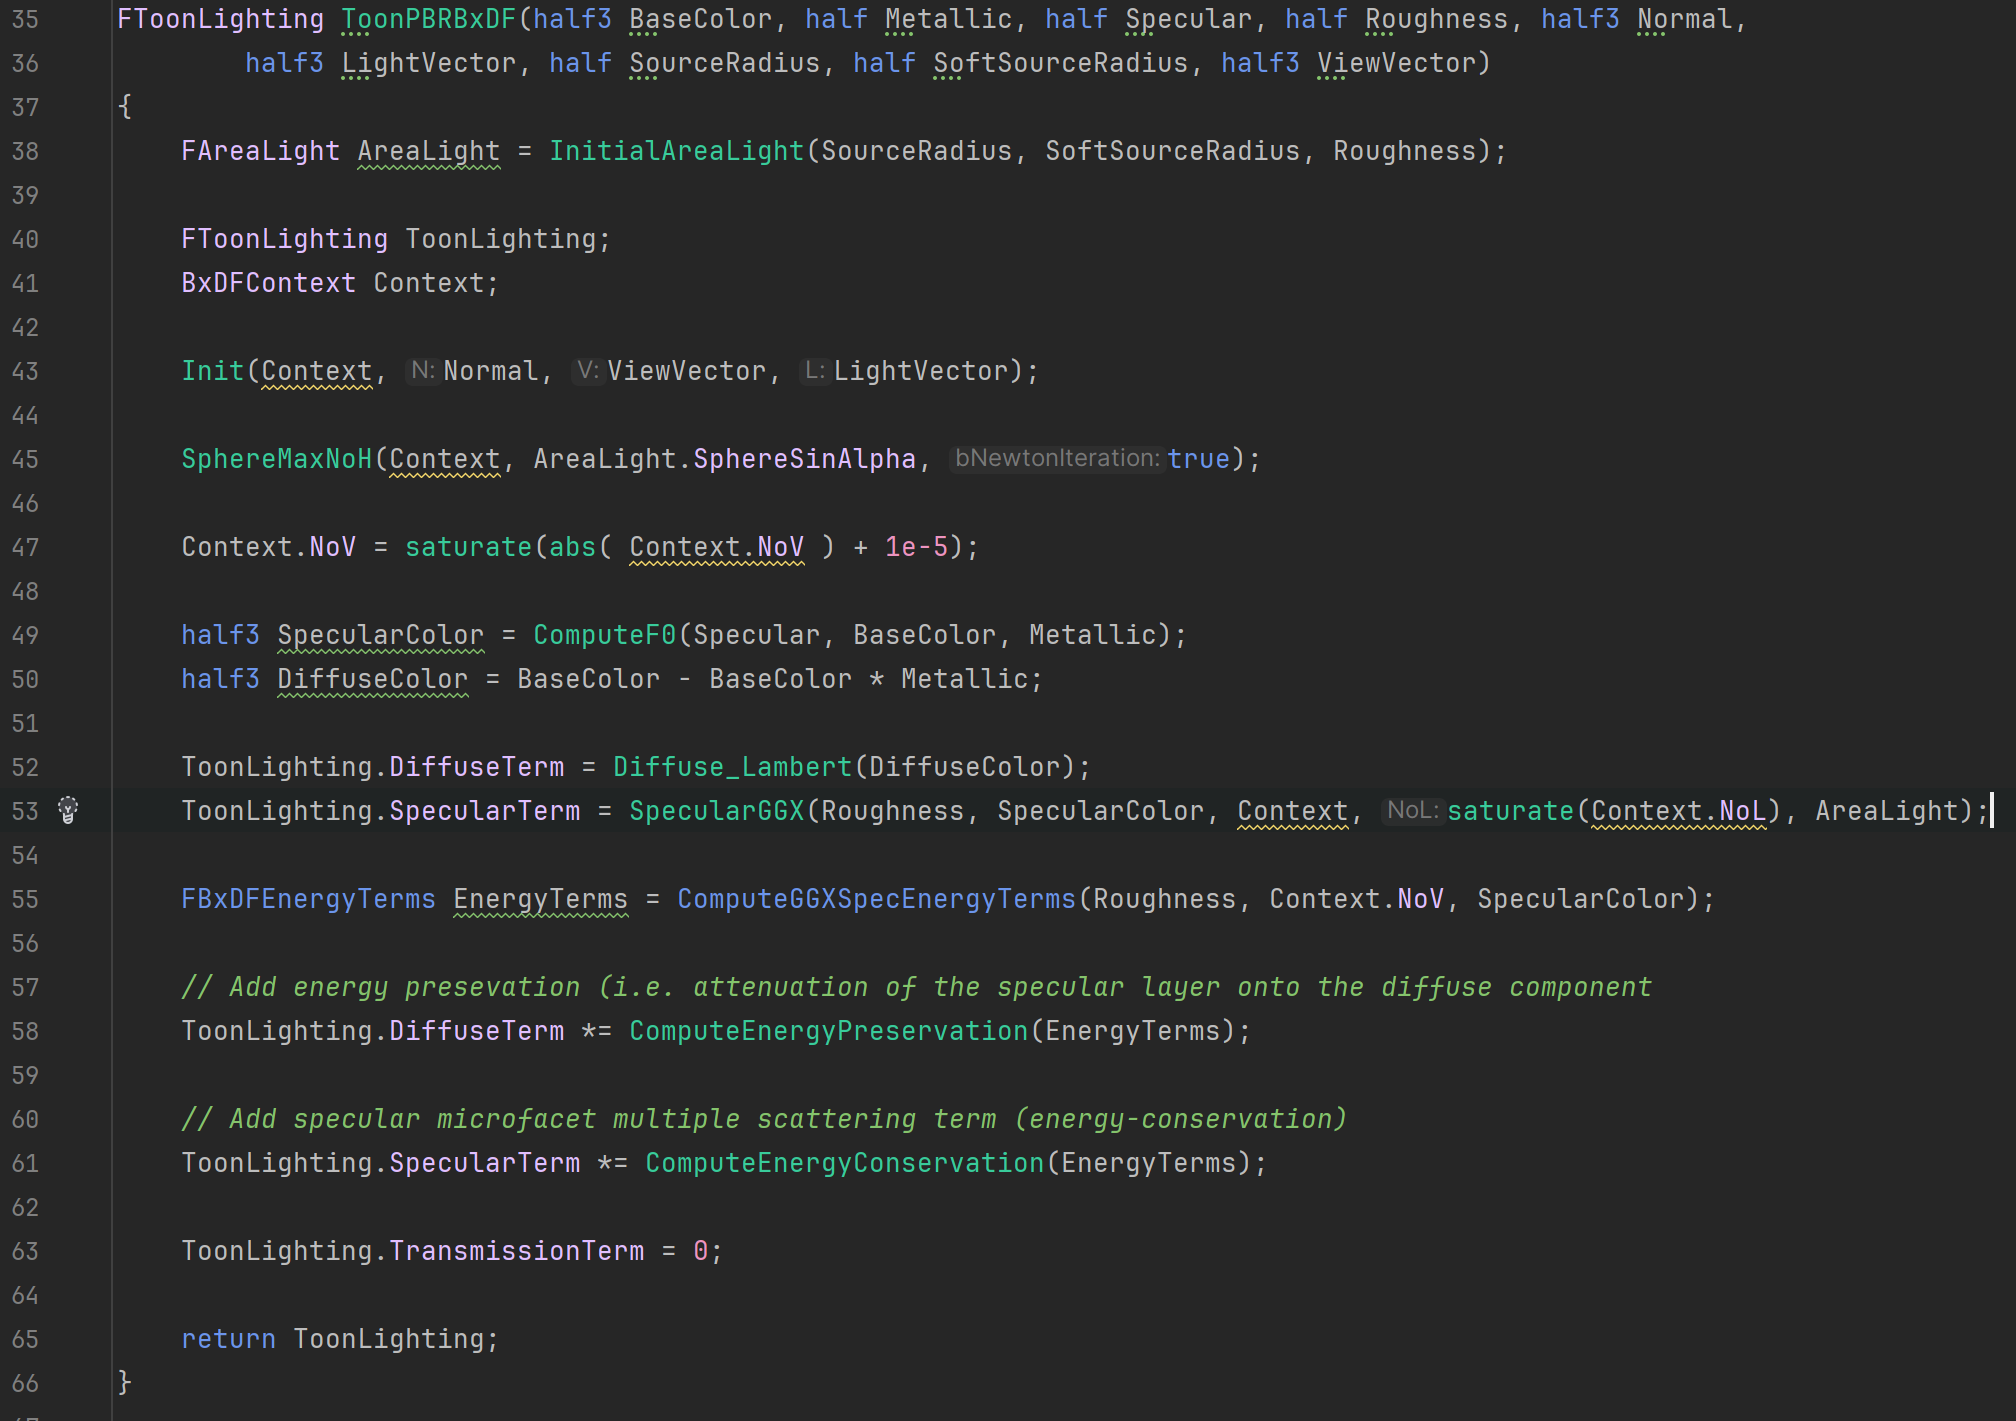 35 FToonLighting ToonPBRBxDF(half3 BaseColor, half Metallic, half Specular, half Roughness, half3 Normal,
36 half3 LightVector, half SourceRadius, half SoftSourceRadius, half3 ViewVector)
37 {
38 FAreaLight AreaLight = InitialAreaLight(SourceRadius, SoftSourceRadius, Roughness);
39
40 FToonLighting ToonLighting;
41 BxDFContext Context;
42
43 Init(Context, N: Normal, V: ViewVector, L: LightVector);
44
45 SphereMaxNoH(Context, AreaLight.SphereSinAlpha, bNewtonIteration: true);
46
47 Context.NoV = saturate(abs( Context.NoV ) + 1e-5);
48
49 half3 SpecularColor = ComputeF0(Specular, BaseColor, Metallic);
50 half3 DiffuseColor = BaseColor - BaseColor * Metallic;
51
52 ToonLighting.DiffuseTerm = Diffuse_Lambert(DiffuseColor);
53 ToonLighting.SpecularTerm = SpecularGGX(Roughness, SpecularColor, Context, NoL: saturate(Context.NoL), AreaLight);
54
55 FBxDFEnergyTerms EnergyTerms = ComputeGGXSpecEnergyTerms(Roughness, Context.NoV, SpecularColor);
56
57 // Add energy presevation (i.e. attenuation of the specular layer onto the diffuse component
58 ToonLighting.DiffuseTerm *= ComputeEnergyPreservation(EnergyTerms);
59
60 // Add specular microfacet multiple scattering term (energy-conservation)
61 ToonLighting.SpecularTerm *= ComputeEnergyConservation(EnergyTerms);
62
63 ToonLighting.TransmissionTerm = 0;
64
65 return ToonLighting;
66 }